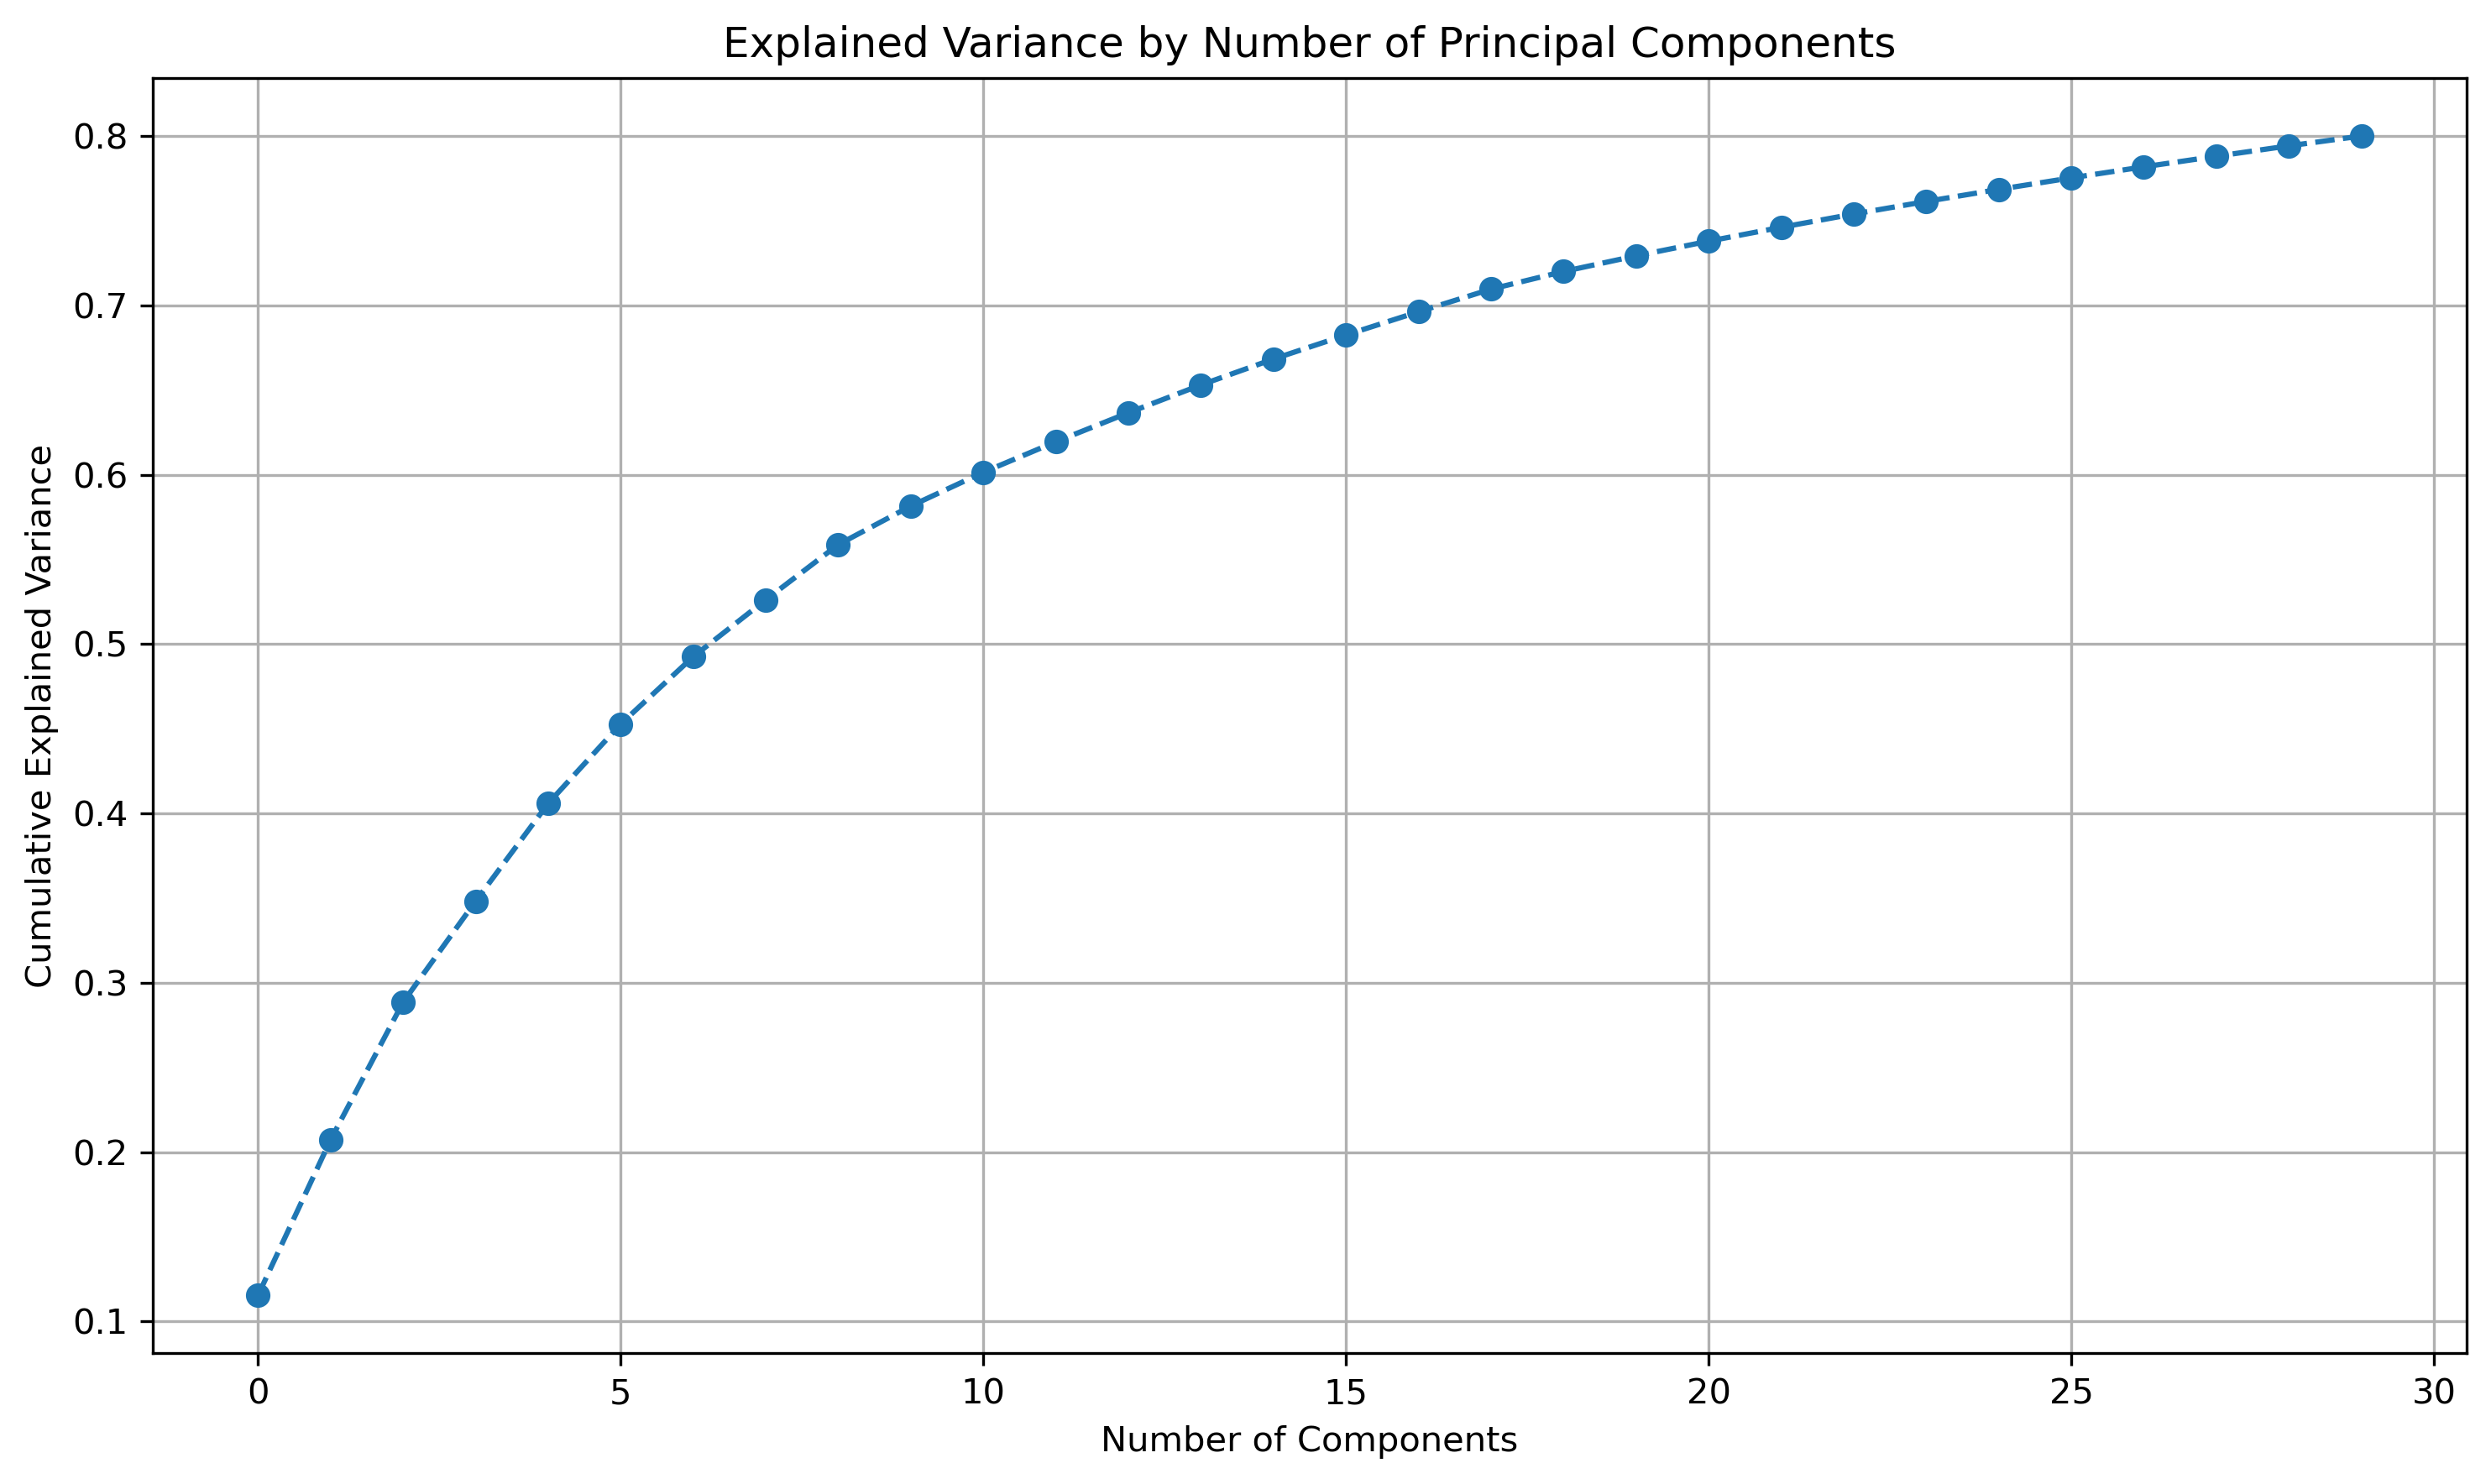 Explained Variance by Number of Principal Components
0.8
0.7
0.6
0.5
0.4
0.3
0.2
0.1
Cumulative Explained Variance
0 5 10 15 20 25 30
Number of Components